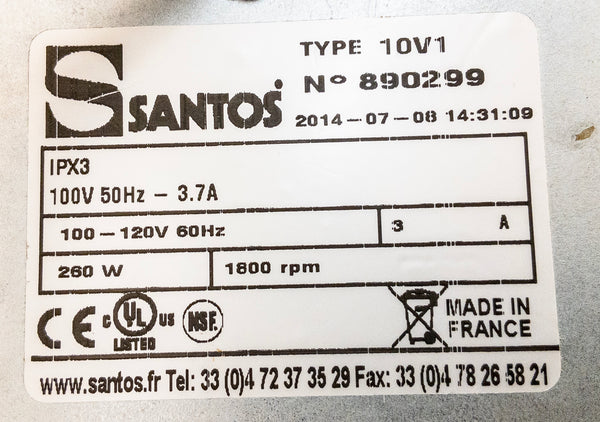 TYPE 10V1
N° 890299
SANTOS
2014-07-08 14:31:09
IPX3
100V 50Hz - 3.7A
100-120V 60Hz 3 A
260 W 1800 rpm
CE c UL US LISTED NSF. MADE IN
FRANCE
www.santos.fr Tel: 33 (0)4 72 37 35 29 Fax: 33 (0)4 78 26 58 21